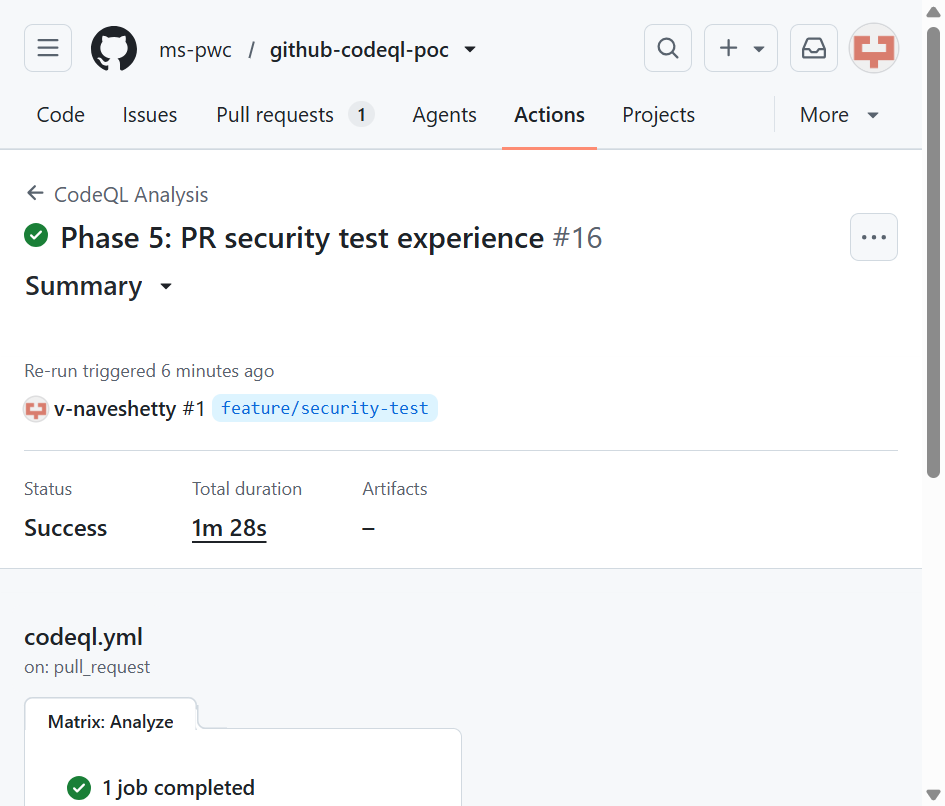 ms-pwc / github-codeql-poc
Code Issues Pull requests 1 Agents Actions Projects More
CodeQL Analysis
Phase 5: PR security test experience #16
Summary
Re-run triggered 6 minutes ago
v-naveshetty #1 feature/security-test
Status Total duration Artifacts
Success 1m 28s –
codeql.yml
on: pull_request
Matrix: Analyze
1 job completed